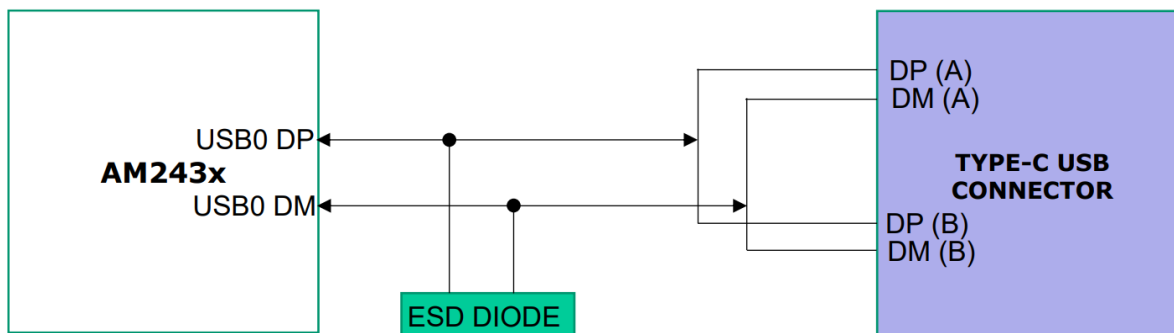 USB0 DP
AM243x
USB0 DM
ESD DIODE
DP (A)
DM (A)
TYPE-C USB
CONNECTOR
DP (B)
DM (B)